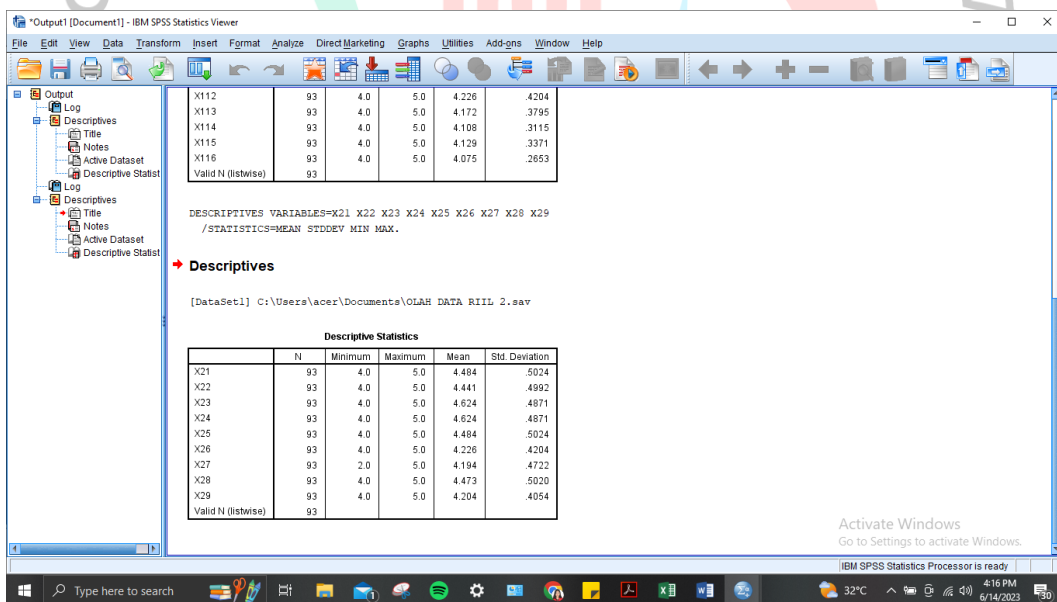 *Output1 [Document1] - IBM SPSS Statistics Viewer
File Edit View Data Transform Insert Format Analyze Direct Marketing Graphs Utilities Add-ons Window Help
Output
Log
Descriptives
Title
Notes
Active Dataset
Descriptive Statist
Log
Descriptives
Title
Notes
Active Dataset
Descriptive Statist
X112 93 4.0 5.0 4.226 .4204
X113 93 4.0 5.0 4.172 .3795
X114 93 4.0 5.0 4.108 .3115
X115 93 4.0 5.0 4.129 .3371
X116 93 4.0 5.0 4.075 .2653
Valid N (listwise) 93
DESCRIPTIVES VARIABLES=X21 X22 X23 X24 X25 X26 X27 X28 X29
/STATISTICS=MEAN STDDEV MIN MAX.
Descriptives
[DataSet1] C:\Users\acer\Documents\OLAH DATA RIIL 2.sav
Descriptive Statistics
N Minimum Maximum Mean Std. Deviation
X21 93 4.0 5.0 4.484 .5024
X22 93 4.0 5.0 4.441 .4992
X23 93 4.0 5.0 4.624 .4871
X24 93 4.0 5.0 4.624 .4871
X25 93 4.0 5.0 4.484 .5024
X26 93 4.0 5.0 4.226 .4204
X27 93 2.0 5.0 4.194 .4722
X28 93 4.0 5.0 4.473 .5020
X29 93 4.0 5.0 4.204 .4054
Valid N (listwise) 93
Activate Windows
Go to Settings to activate Windows.
IBM SPSS Statistics Processor is ready
Type here to search
32°C
4:16 PM
6/14/2023
30